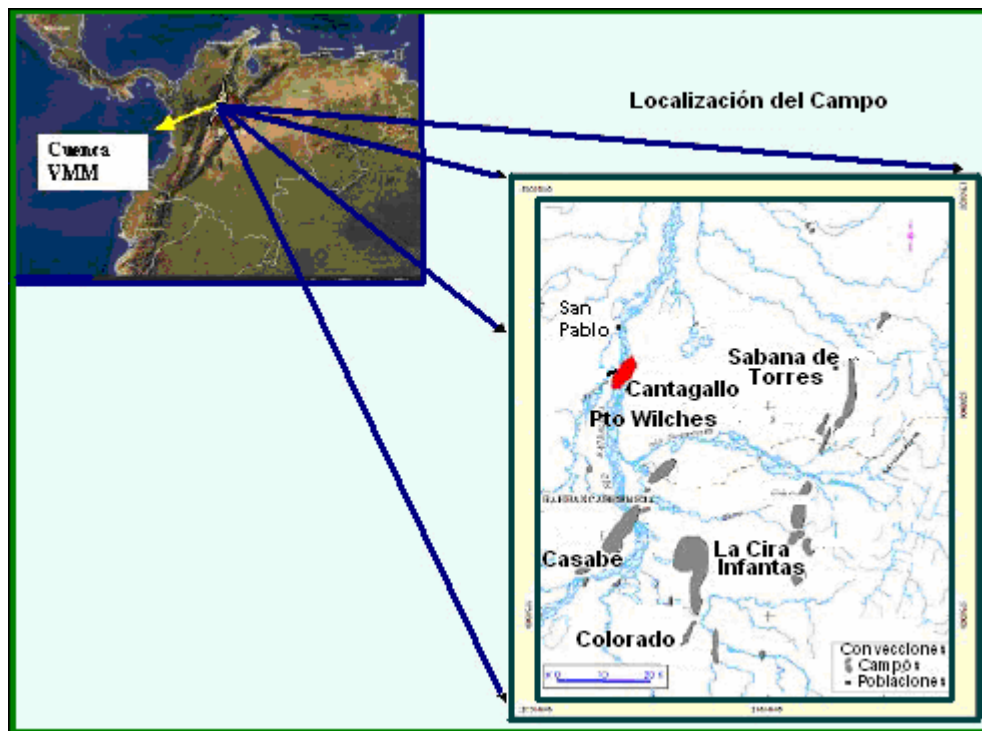 Localización del Campo
Cuenca
VMM
San
Pablo
Sabana de
Torres
Cantagallo
Pto Wilches
La Cira
Infantas
Casabe
Colorado
Convecciones
Campos
Poblaciones